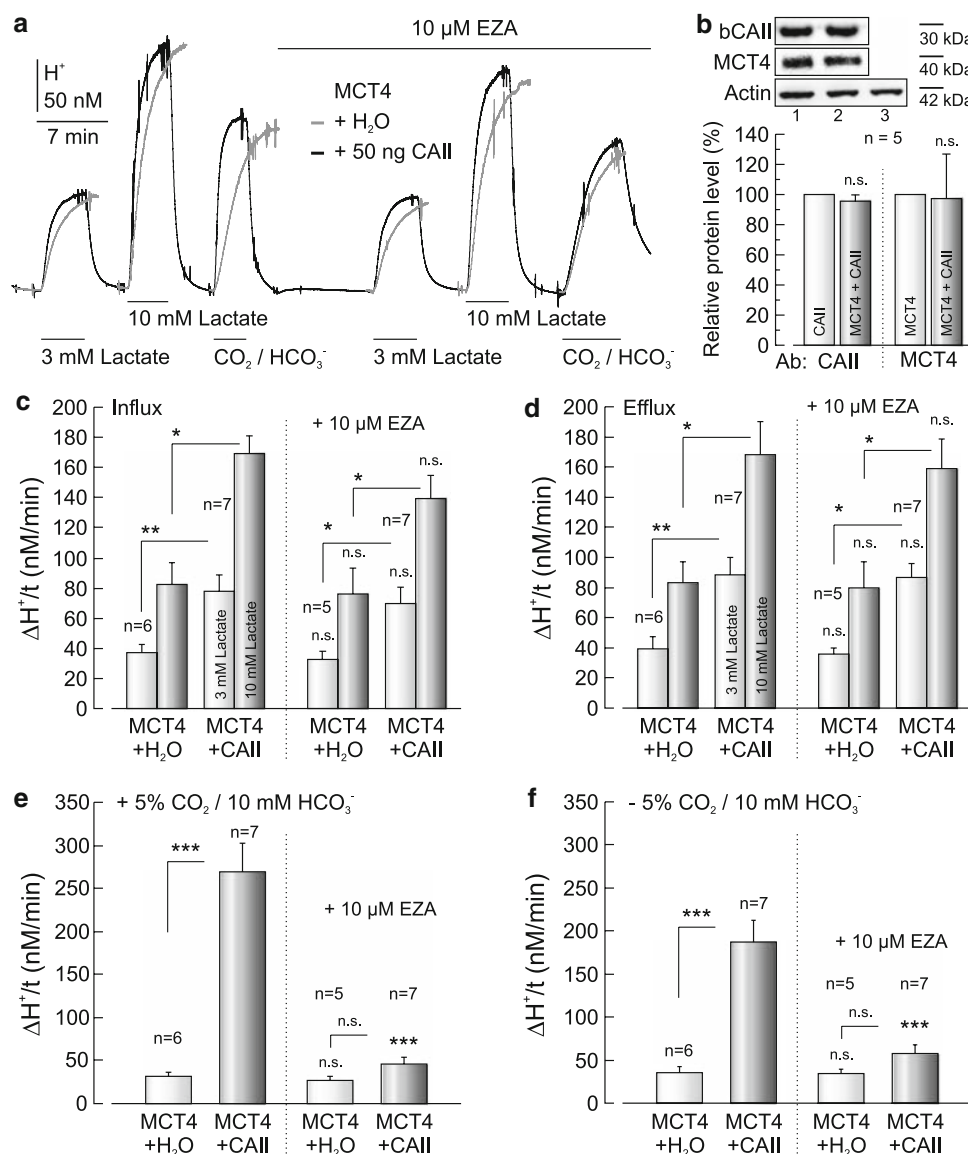 a
10 µM EZA
H⁺
50 nM
7 min
MCT4
+ H₂O
+ 50 ng CAII
10 mM Lactate
10 mM Lactate
3 mM Lactate
CO₂ / HCO₃⁻
3 mM Lactate
CO₂ / HCO₃⁻
b
bCAII
30 kDa
MCT4
40 kDa
Actin
42 kDa
1 2 3
Relative protein level (%)
n = 5
140
120
100
80
60
40
20
0
n.s.
n.s.
CAII
MCT4 + CAII
MCT4
MCT4 + CAII
Ab: CAII MCT4
c
Influx
+ 10 µM EZA
ΔH⁺/t (nM/min)
200
180
160
140
120
100
80
60
40
20
0
*
**
n=6
n=7
3 mM Lactate
10 mM Lactate
n.s.
*
*
n=7
n.s.
n=5
n.s.
n.s.
MCT4 +H₂O
MCT4 +CAII
MCT4 +H₂O
MCT4 +CAII
d
Efflux
+ 10 µM EZA
ΔH⁺/t (nM/min)
200
180
160
140
120
100
80
60
40
20
0
*
**
n=6
n=7
3 mM Lactate
10 mM Lactate
n.s.
*
*
n=7
n.s.
n=5
n.s.
n.s.
MCT4 +H₂O
MCT4 +CAII
MCT4 +H₂O
MCT4 +CAII
e
+ 5% CO₂ / 10 mM HCO₃⁻
ΔH⁺/t (nM/min)
350
300
250
200
150
100
50
0
***
n=7
n=6
+ 10 µM EZA
n=5
n=7
n.s.
n.s.
***
MCT4 +H₂O
MCT4 +CAII
MCT4 +H₂O
MCT4 +CAII
f
- 5% CO₂ / 10 mM HCO₃⁻
ΔH⁺/t (nM/min)
350
300
250
200
150
100
50
0
***
n=7
n=6
+ 10 µM EZA
n=5
n=7
n.s.
n.s.
***
MCT4 +H₂O
MCT4 +CAII
MCT4 +H₂O
MCT4 +CAII